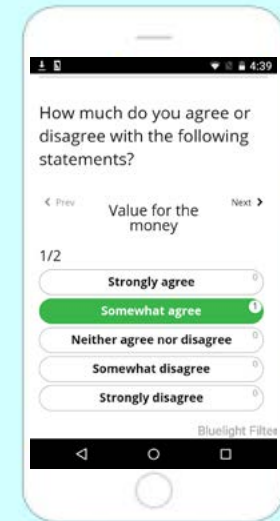 4:39
How much do you agree or
disagree with the following
statements?
Prev
Value for the
money
Next
1/2
Strongly agree 0
Somewhat agree 1
Neither agree nor disagree 0
Somewhat disagree 0
Strongly disagree 0
Bluelight Filte